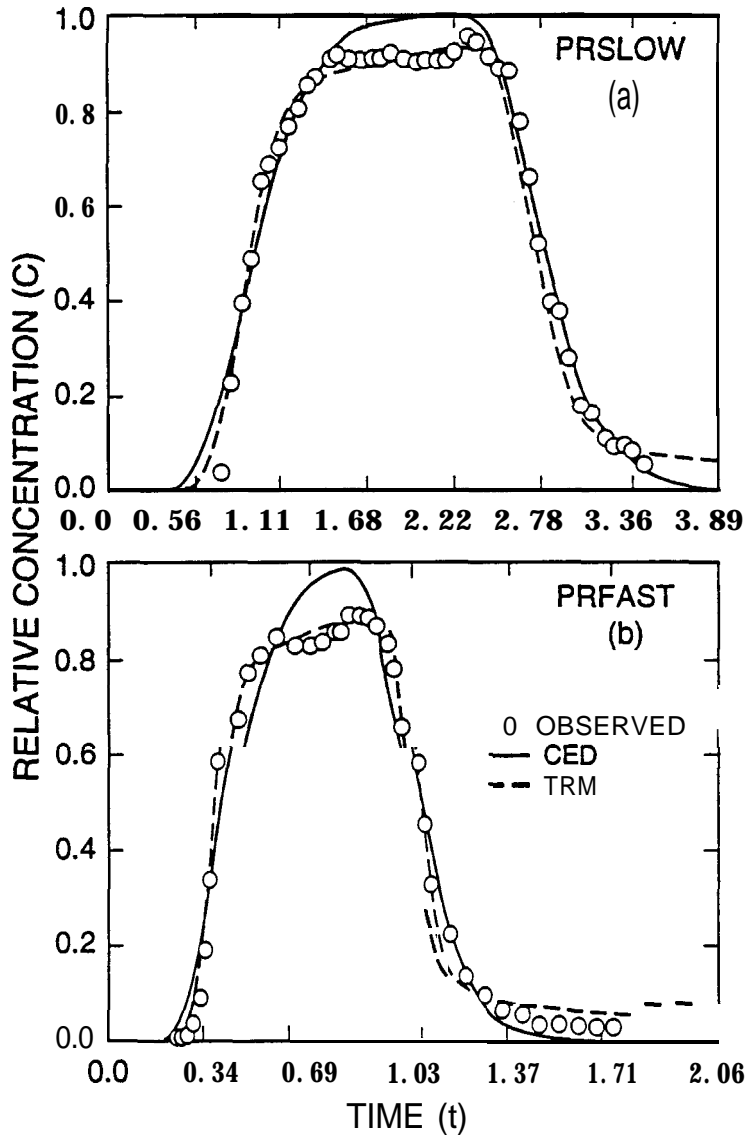 RELATIVE CONCENTRATION (C)
1.0
0.8
0.6
0.4
0.2
0.0
PRSLOW
(a)
0.0 0.56 1.11 1.68 2.22 2.78 3.36 3.89
1.0
0.8
0.6
0.4
0.2
0.0
PRFAST
(b)
0 OBSERVED
CED
TRM
0.0 0.34 0.69 1.03 1.37 1.71 2.06
TIME (t)